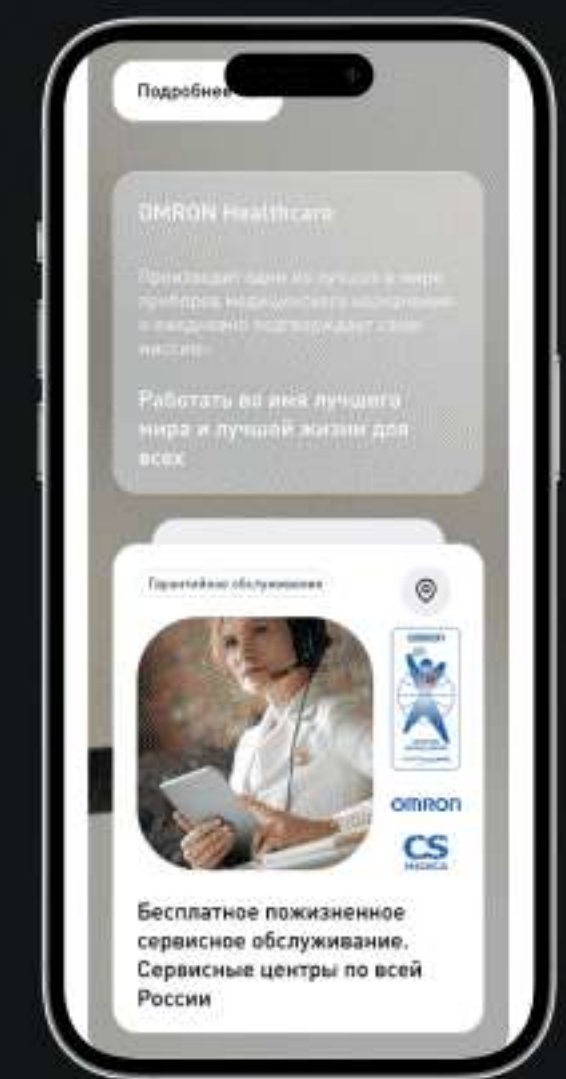 Подробнее
OMRON Healthcare
Производит одни из лучших в мире
приборов медицинского назначения
и ежедневно подтверждает свою
миссию:
Работать во имя лучшего
мира и лучшей жизни для
всех
Гарантийное обслуживание
OMRON
OMRON
CS
MEDICA
Бесплатное пожизненное
сервисное обслуживание.
Сервисные центры по всей
России